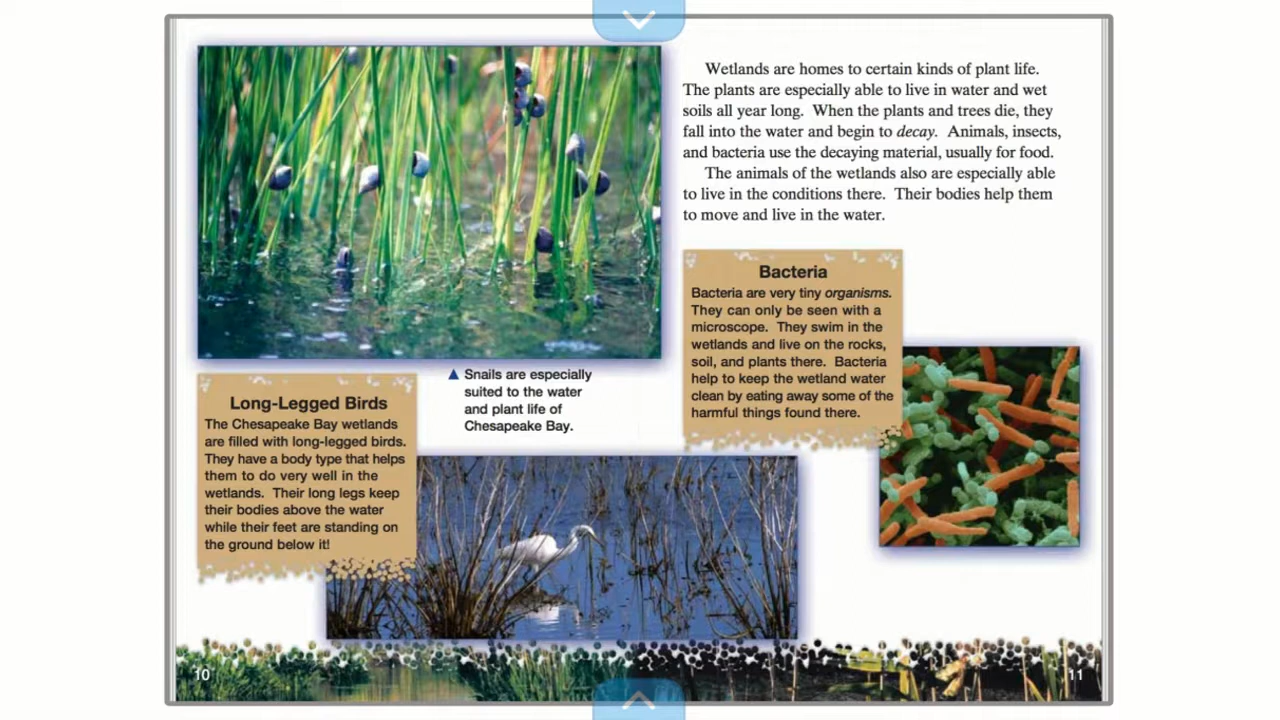 Wetlands are homes to certain kinds of plant life.
The plants are especially able to live in water and wet
soils all year long. When the plants and trees die, they
fall into the water and begin to decay. Animals, insects,
and bacteria use the decaying material, usually for food.
The animals of the wetlands also are especially able
to live in the conditions there. Their bodies help them
to move and live in the water.
Snails are especially
suited to the water
and plant life of
Chesapeake Bay.
Long-Legged Birds
The Chesapeake Bay wetlands
are filled with long-legged birds.
They have a body type that helps
them to do very well in the
wetlands. Their long legs keep
their bodies above the water
while their feet are standing on
the ground below it!
Bacteria
Bacteria are very tiny organisms.
They can only be seen with a
microscope. They swim in the
wetlands and live on the rocks,
soil, and plants there. Bacteria
help to keep the wetland water
clean by eating away some of the
harmful things found there.
10
11